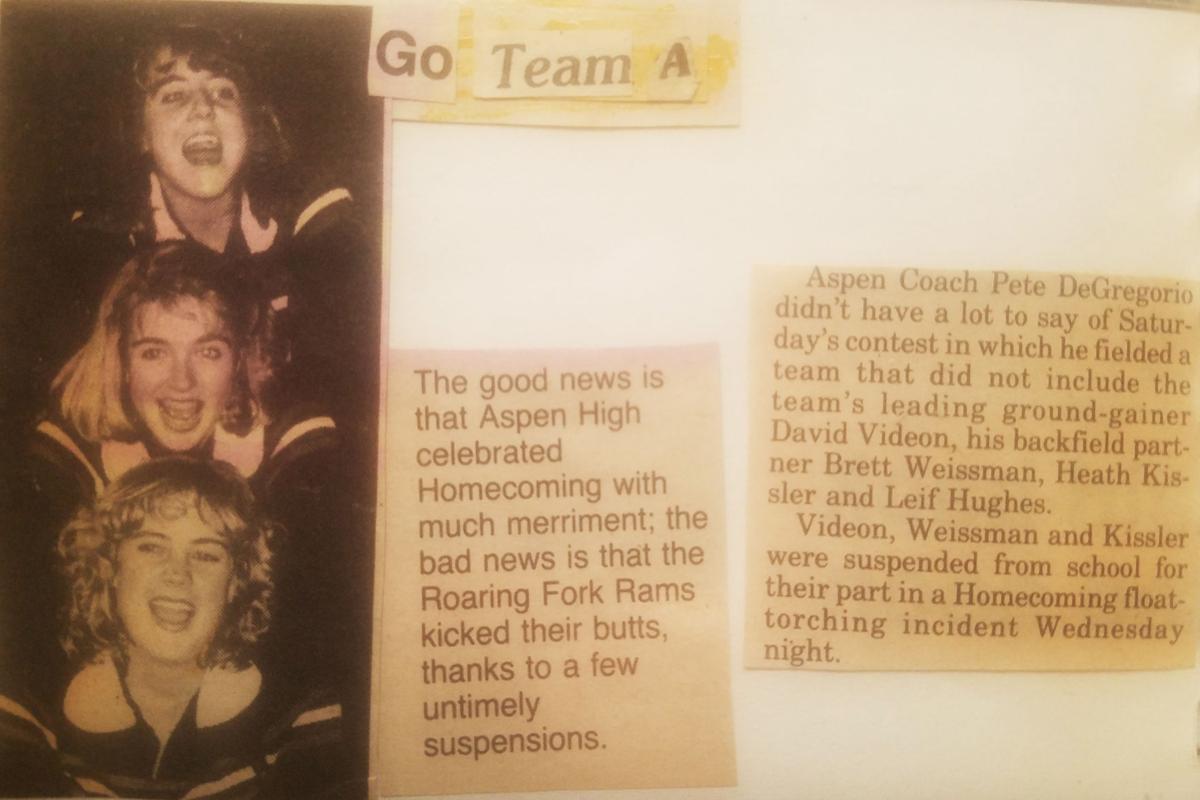 Go Team A
The good news is
that Aspen High
celebrated
Homecoming with
much merriment; the
bad news is that the
Roaring Fork Rams
kicked their butts,
thanks to a few
untimely
suspensions.
Aspen Coach Pete DeGregorio
didn't have a lot to say of Satur-
day's contest in which he fielded a
team that did not include the
team's leading ground-gainer
David Videon, his backfield part-
ner Brett Weissman, Heath Kis-
sler and Leif Hughes.
Videon, Weissman and Kissler
were suspended from school for
their part in a Homecoming float-
torching incident Wednesday
night.